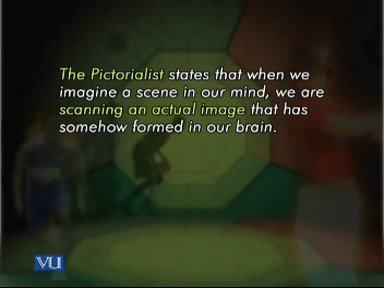 The Pictorialist states that when we
imagine a scene in our mind, we are
scanning an actual image that has
somehow formed in our brain.
VU